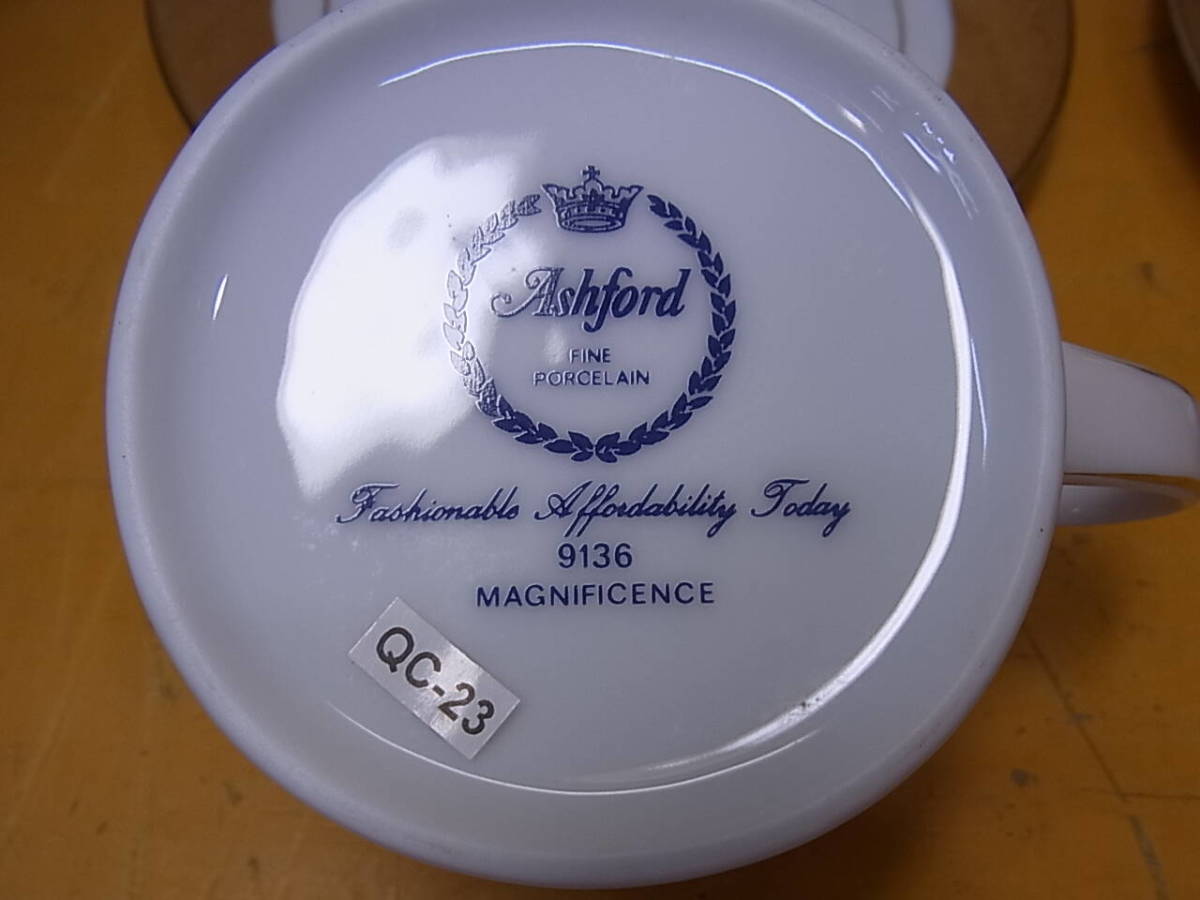 Ashford
FINE
PORCELAIN
Fashionable Affordability Today
9136
MAGNIFICENCE
QC-23